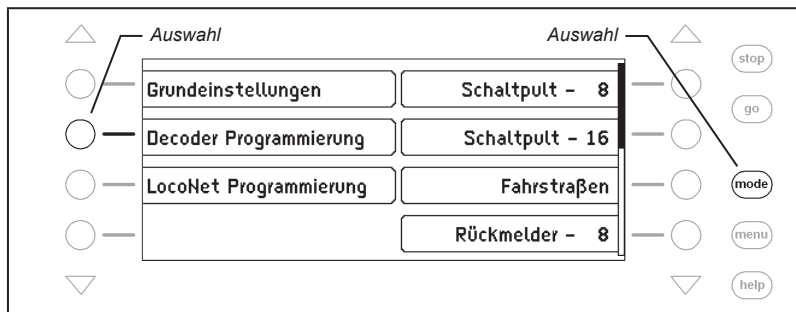 Auswahl
Auswahl
stop
Grundeinstellungen
Schaltpult - 8
go
Decoder Programmierung
Schaltpult - 16
LocoNet Programmierung
Fahrstraßen
mode
Rückmelder - 8
menu
help